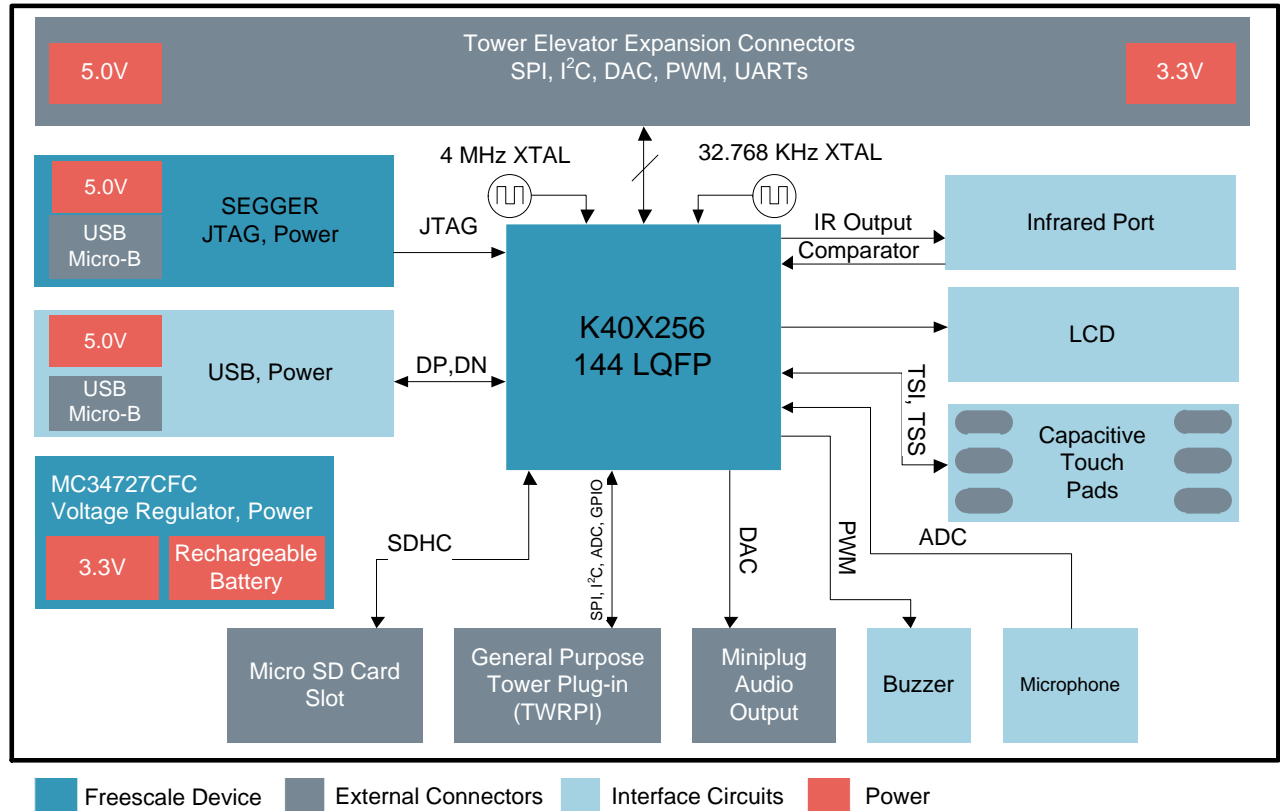 Tower Elevator Expansion Connectors
SPI, I²C, DAC, PWM, UARTs
5.0V
3.3V
4 MHz XTAL
32.768 KHz XTAL
5.0V
USB
Micro-B
SEGGER
JTAG, Power
JTAG
IR Output
Comparator
Infrared Port
K40X256
144 LQFP
LCD
5.0V
USB
Micro-B
USB, Power
DP,DN
TSI, TSS
Capacitive
Touch
Pads
MC34727CFC
Voltage Regulator, Power
3.3V
Rechargeable
Battery
SDHC
SPI, I²C, ADC, GPIO
DAC
PWM
ADC
Micro SD Card
Slot
General Purpose
Tower Plug-in
(TWRPI)
Miniplug
Audio
Output
Buzzer
Microphone
Freescale Device
External Connectors
Interface Circuits
Power